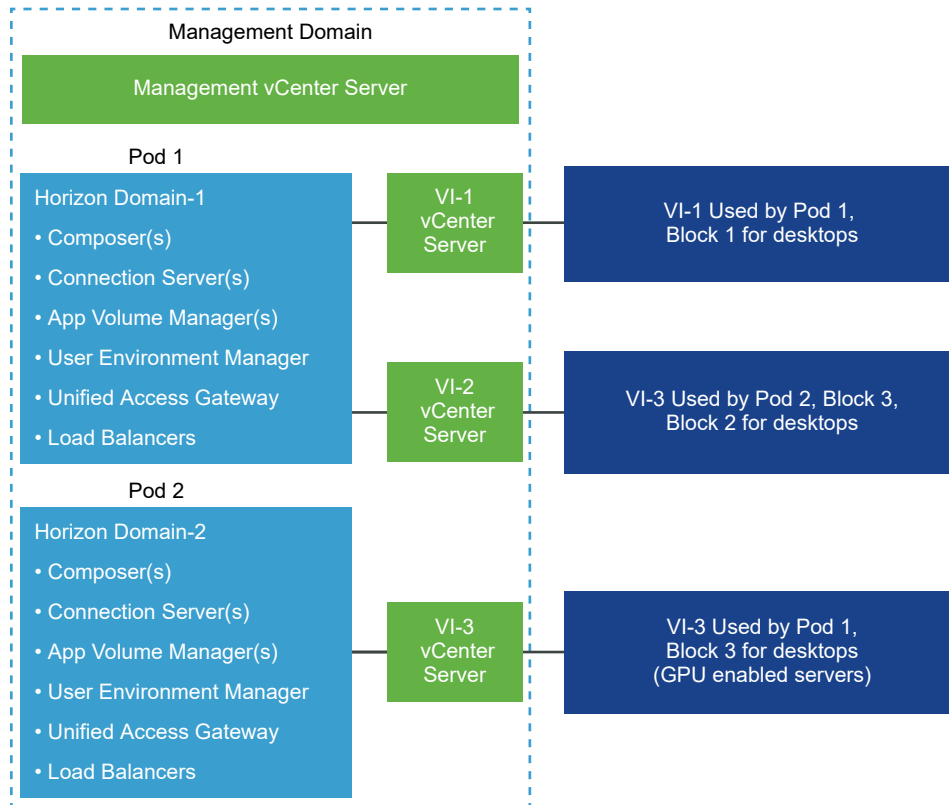 Management Domain
Management vCenter Server
Pod 1
Horizon Domain-1
• Composer(s)
• Connection Server(s)
• App Volume Manager(s)
• User Environment Manager
• Unified Access Gateway
• Load Balancers
VI-1
vCenter
Server
VI-1 Used by Pod 1,
Block 1 for desktops
VI-2
vCenter
Server
VI-3 Used by Pod 2, Block 3,
Block 2 for desktops
Pod 2
Horizon Domain-2
• Composer(s)
• Connection Server(s)
• App Volume Manager(s)
• User Environment Manager
• Unified Access Gateway
• Load Balancers
VI-3
vCenter
Server
VI-3 Used by Pod 1,
Block 3 for desktops
(GPU enabled servers)